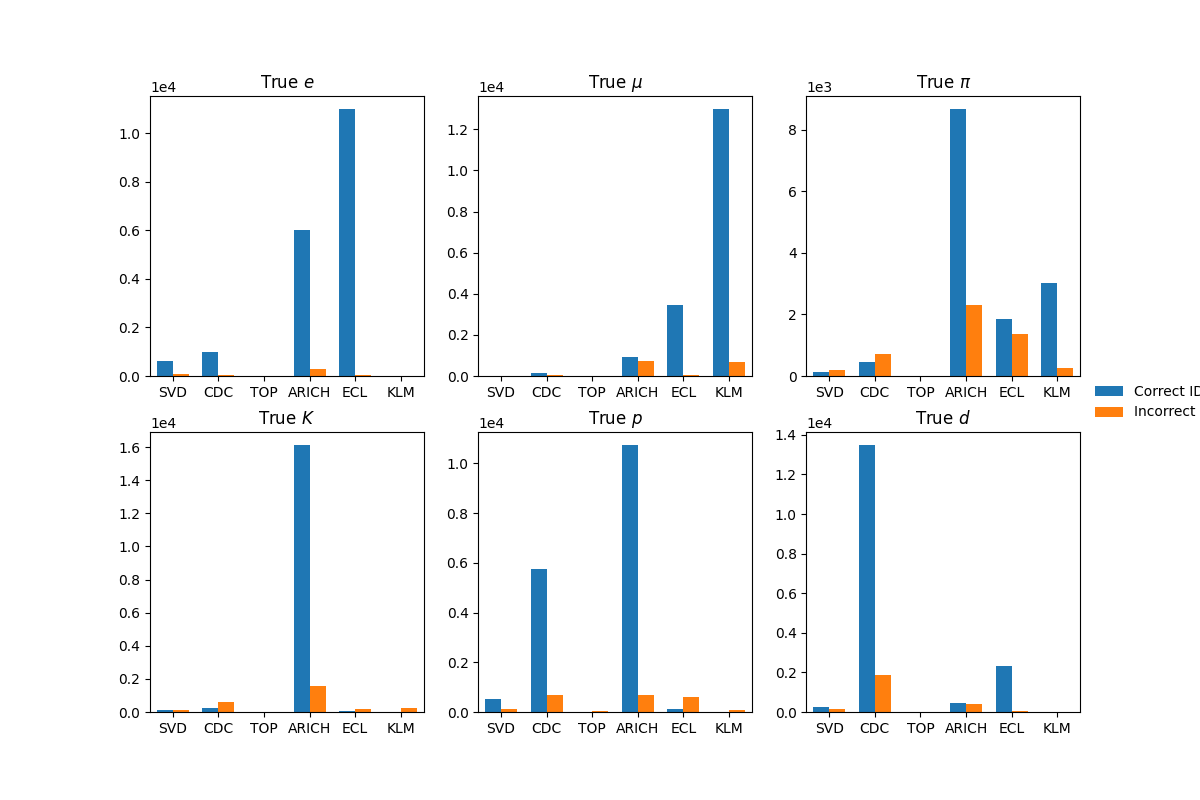 True e
1e4
1.0
0.8
0.6
0.4
0.2
0.0
SVD CDC TOP ARICH ECL KLM
True μ
1e4
1.2
1.0
0.8
0.6
0.4
0.2
0.0
SVD CDC TOP ARICH ECL KLM
True π
1e3
8
6
4
2
0
SVD CDC TOP ARICH ECL KLM
Correct ID
Incorrect
True K
1e4
1.6
1.4
1.2
1.0
0.8
0.6
0.4
0.2
0.0
SVD CDC TOP ARICH ECL KLM
True p
1e4
1.0
0.8
0.6
0.4
0.2
0.0
SVD CDC TOP ARICH ECL KLM
True d
1e4
1.4
1.2
1.0
0.8
0.6
0.4
0.2
0.0
SVD CDC TOP ARICH ECL KLM